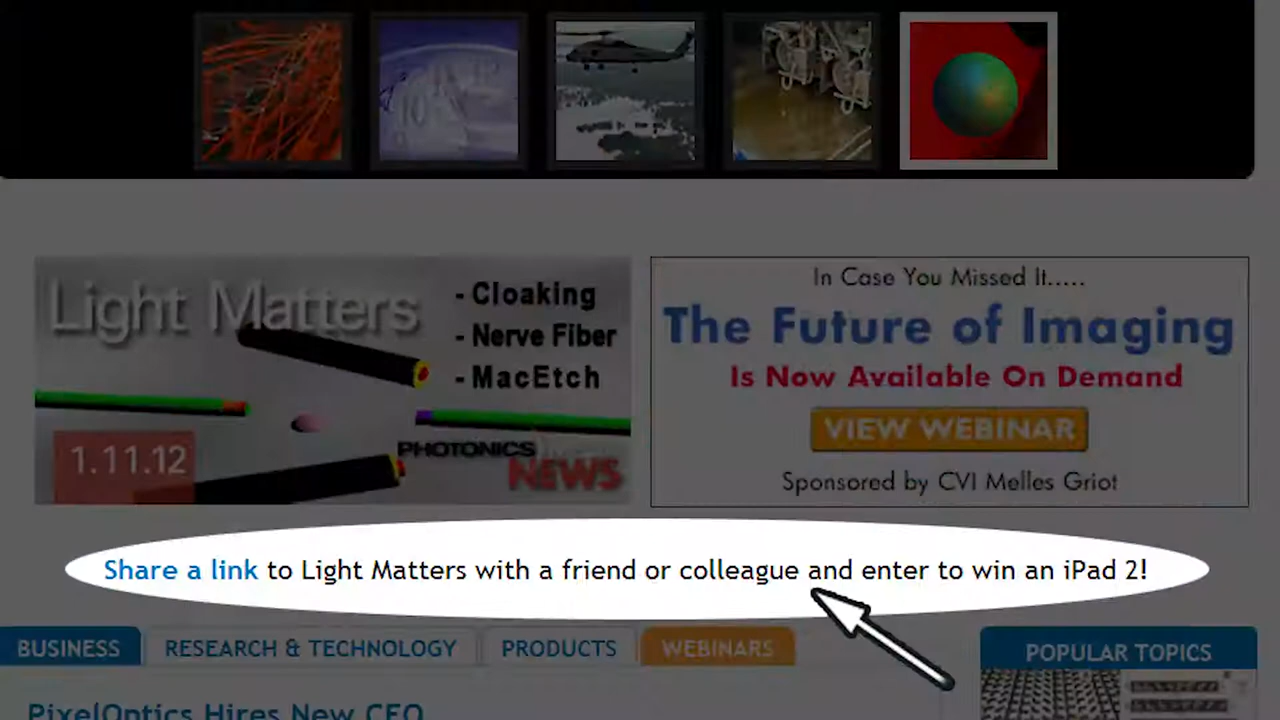 Light Matters
- Cloaking
- Nerve Fiber
- MacEtch
1.11.12
PHOTONICS
NEWS
In Case You Missed It.....
The Future of Imaging
Is Now Available On Demand
VIEW WEBINAR
Sponsored by CVI Melles Griot
Share a link to Light Matters with a friend or colleague and enter to win an iPad 2!
BUSINESS
RESEARCH & TECHNOLOGY
PRODUCTS
WEBINARS
POPULAR TOPICS
PixelOptics Hires New CEO